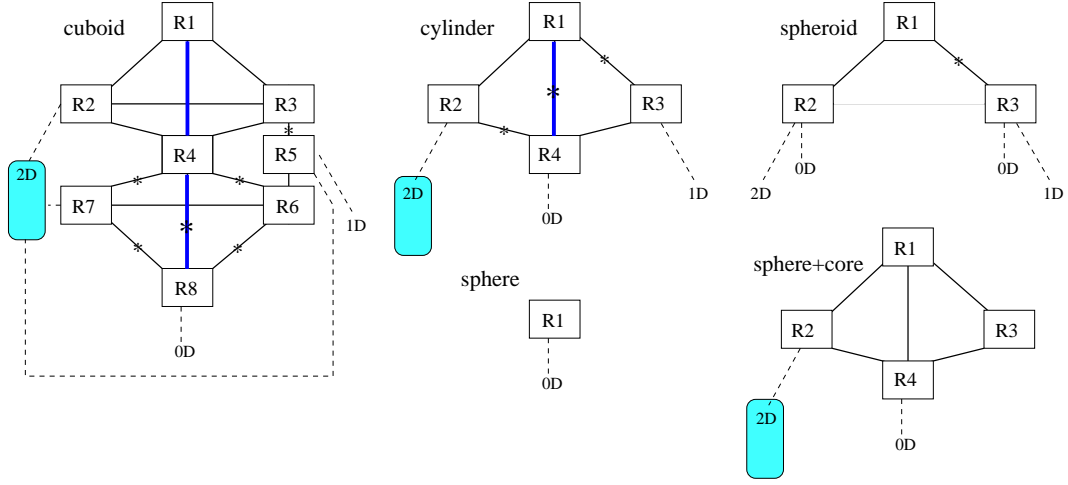 cuboid
R1
R2
R3
R4
R5
2D
R7
R6
1D
*
*
*
*
*
*
R8
0D
cylinder
R1
*
*
R2
R3
*
R4
2D
1D
0D
sphere
R1
0D
spheroid
R1
*
R2
R3
0D
0D
2D
1D
sphere+core
R1
R2
R3
R4
2D
0D